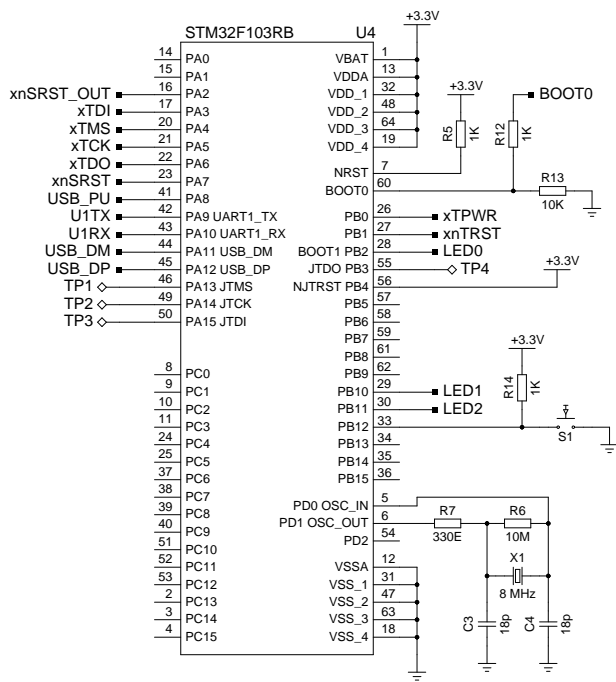 STM32F103RB U4
+3.3V
14 PA0 VBAT 1
15 PA1 VDDA 13
xnSRST_OUT 16 PA2 VDD_1 32
xTDI 17 PA3 VDD_2 48
xTMS 20 PA4 VDD_3 64
xTCK 21 PA5 VDD_4 19
xTDO 22 PA6
xnSRST 23 PA7 NRST 7
USB_PU 41 PA8 BOOT0 60
U1TX 42 PA9 UART1_TX PB0 26 xTPWR
U1RX 43 PA10 UART1_RX PB1 27 xnTRST
USB_DM 44 PA11 USB_DM BOOT1 PB2 28 LED0
USB_DP 45 PA12 USB_DP JTDO PB3 55 TP4
TP1 46 PA13 JTMS NJTRST PB4 56
TP2 49 PA14 JTCK PB5 57
TP3 50 PA15 JTDI PB6 58
PB7 59
PB8 61
8 PC0 PB9 62
9 PC1 PB10 29 LED1
10 PC2 PB11 30 LED2
11 PC3 PB12 33
24 PC4 PB13 34
25 PC5 PB14 35
37 PC6 PB15 36
38 PC7
39 PC8 PD0 OSC_IN 5
40 PC9 PD1 OSC_OUT 6
51 PC10 PD2 54
52 PC11
53 PC12 VSSA 12
2 PC13 VSS_1 31
3 PC14 VSS_2 47
4 PC15 VSS_3 63
VSS_4 18
+3.3V
R5
1K
BOOT0
R12
1K
R13
10K
+3.3V
+3.3V
R14
1K
S1
R7
330E
R6
10M
X1
8 MHz
C3
18p
C4
18p